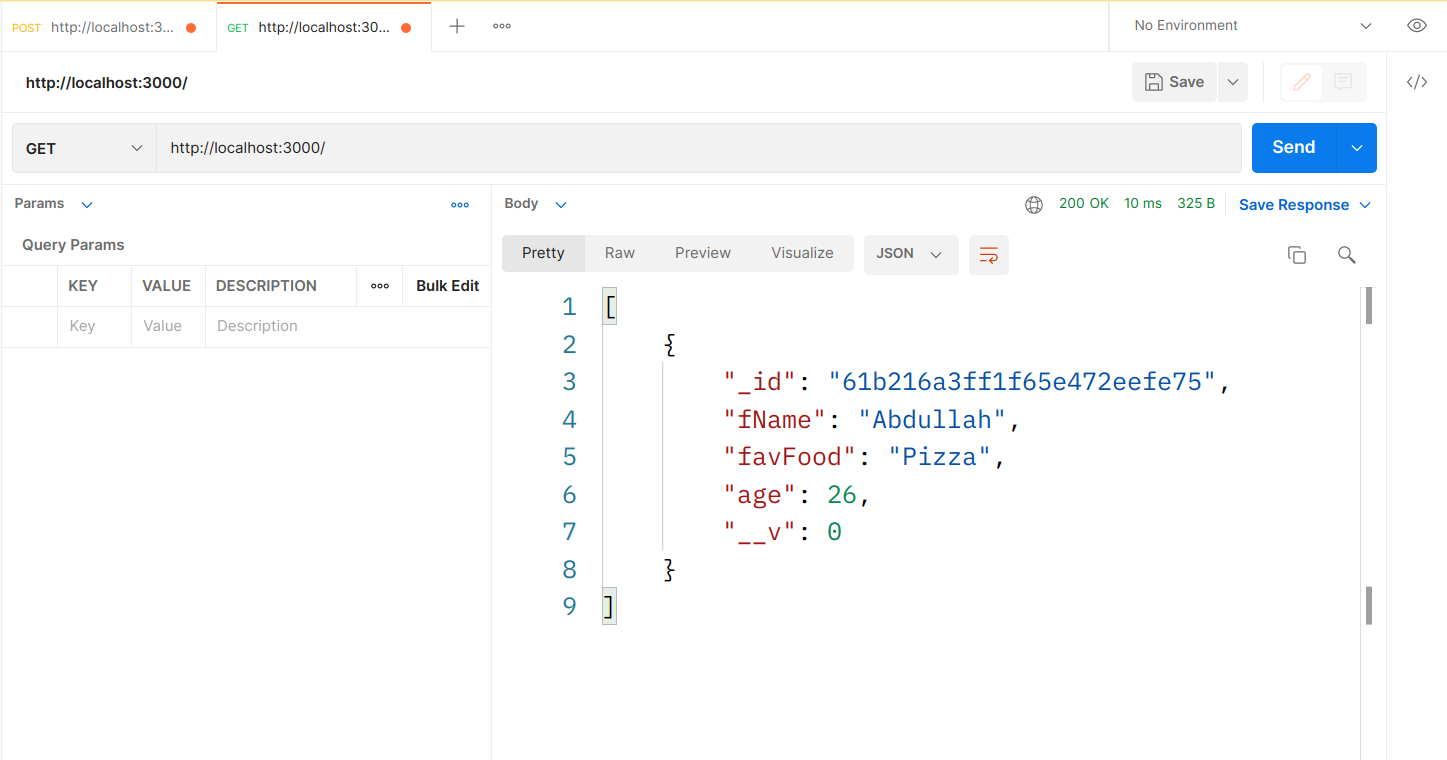 POST http://localhost:3... GET http://localhost:30... No Environment
http://localhost:3000/ Save
GET http://localhost:3000/ Send
Params
Query Params
KEY VALUE DESCRIPTION Bulk Edit
Key Value Description
Body 200 OK 10 ms 325 B Save Response
Pretty Raw Preview Visualize JSON
1 [
2 {
3 "_id": "61b216a3ff1f65e472eefe75",
4 "fName": "Abdullah",
5 "favFood": "Pizza",
6 "age": 26,
7 "__v": 0
8 }
9 ]